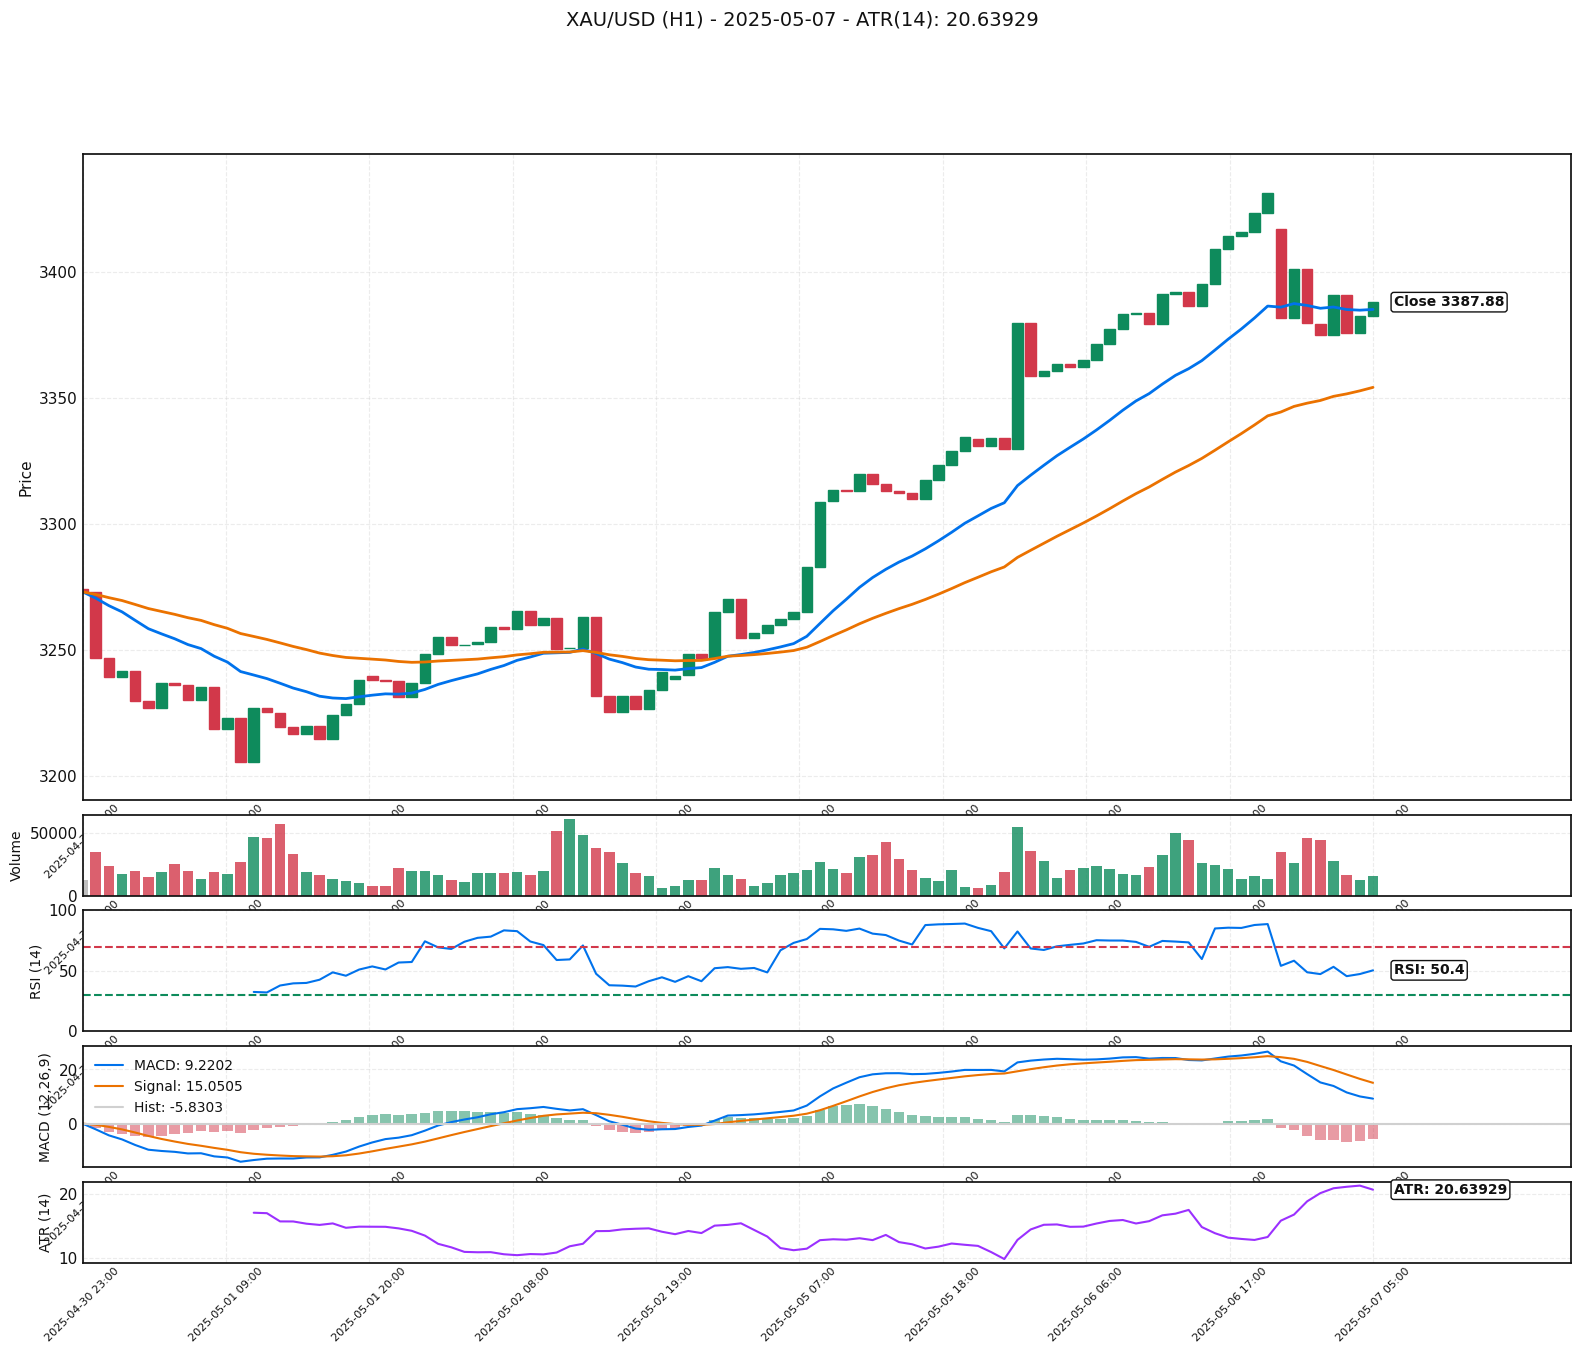 XAU/USD (H1) - 2025-05-07 - ATR(14): 20.63929
Price
3400
3350
3300
3250
3200
Close 3387.88
Volume
50000
0
RSI (14)
100
50
0
RSI: 50.4
MACD (12,26,9)
20
0
MACD: 9.2202
Signal: 15.0505
Hist: -5.8303
ATR (14)
20
10
ATR: 20.63929
2025-04-30 23:00
2025-05-01 09:00
2025-05-01 20:00
2025-05-02 08:00
2025-05-02 19:00
2025-05-05 07:00
2025-05-05 18:00
2025-05-06 06:00
2025-05-06 17:00
2025-05-07 05:00